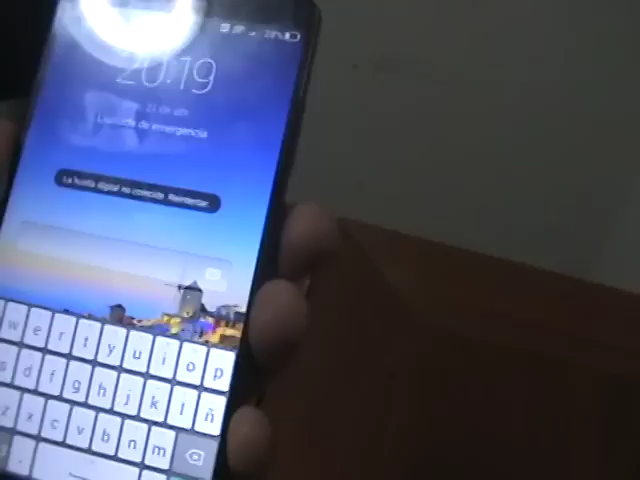 20:19
Llamada de emergencia
La huella digital no coincide. Reintentar.
w e r t y u i o p
s d f g h j k l ñ
z x c v b n m
.